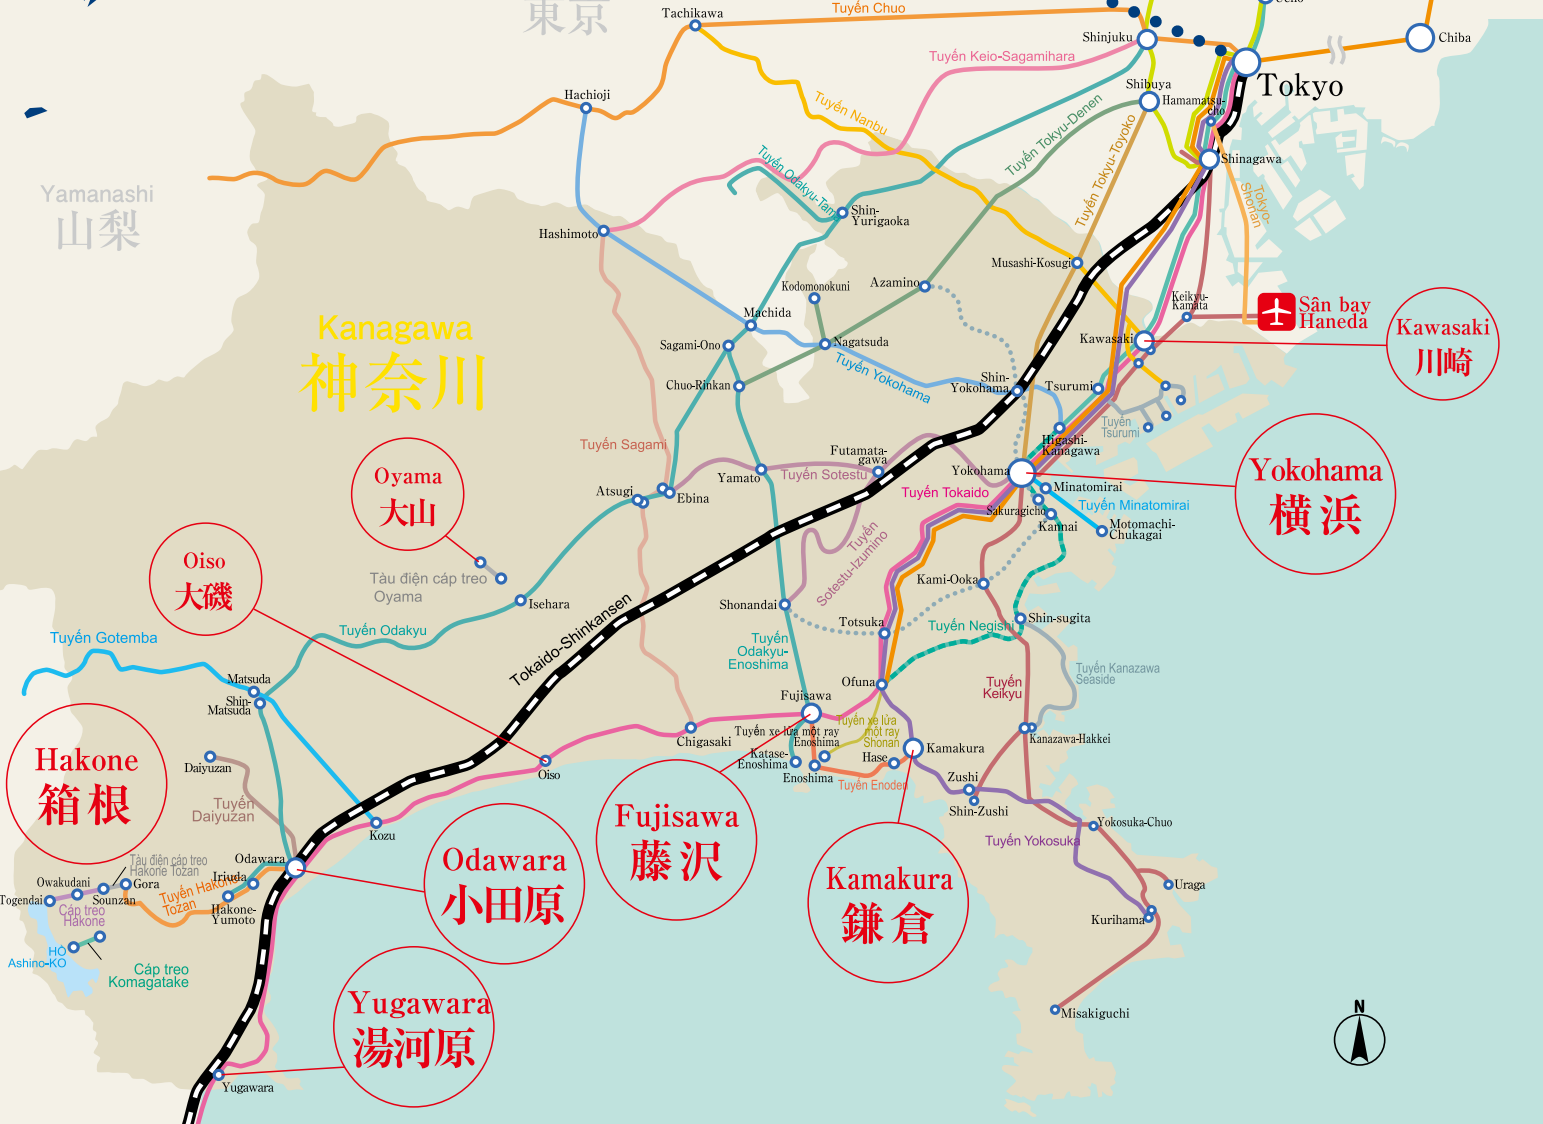 東京
Tachikawa
Tuyến Chuo
Ueno
Shinjuku
Chiba
Tuyến Keio-Sagamihara
Tokyo
Shibuya
Hachioji
Hamamatsu-
cho
Tuyến Nanbu
Tuyến Tokyu-Denen
Tuyến Tokyu-Toyoko
Shinagawa
Tuyến Odakyu-Tama
Yamanashi
山梨
Tokyo-
Shonan
Shin-
Yurigaoka
Hashimoto
Musashi-Kosugi
Kodomonokuni
Azamino
Keikyu-
Kamata
Sân bay
Haneda
Kanagawa
神奈川
Machida
Kawasaki
Kawasaki
川崎
Sagami-Ono
Nagatsuda
Tuyến Yokohama
Chuo-Rinkan
Shin-
Yokohama
Tsurumi
Tuyến
Tsurumi
Tuyến Sagami
Higashi-
Kanagawa
Futamata-
gawa
Oyama
大山
Yamato
Tuyến Sotestu
Yokohama
Yokohama
横浜
Atsugi
Ebina
Tuyến Tokaido
Minatomirai
Tuyến Minatomirai
Sakuragicho
Kannai
Motomachi-
Chukagai
Tuyến
Sotestu-Izumino
Oiso
大磯
Tàu điện cáp treo
Oyama
Isehara
Kami-Ooka
Shonandai
Totsuka
Tuyến Negishi
Shin-sugita
Tuyến Gotemba
Tuyến Odakyu
Tokaido-Shinkansen
Tuyến
Odakyu-
Enoshima
Tuyến Kanazawa
Seaside
Matsuda
Shin-
Matsuda
Ofuna
Tuyến
Keikyu
Fujisawa
Hakone
箱根
Daiyuzan
Chigasaki
Tuyến xe lửa một ray
Enoshima
Tuyến xe lửa
một ray
Shonan
Kanazawa-Hakkei
Kamakura
Katase-
Enoshima
Hase
Oiso
Enoshima
Tuyến Enoden
Zushi
Shin-Zushi
Tuyến
Daiyuzan
Kozu
Fujisawa
藤沢
Yokosuka-Chuo
Tuyến Yokosuka
Tàu điện cáp treo
Hakone Tozan
Odawara
Odawara
小田原
Kamakura
鎌倉
Owakudani
Gora
Iriuda
Uraga
Togendai
Sounzan
Tuyến Hakone
Tozan
Hakone-
Yumoto
Cáp treo
Hakone
Kurihama
HỒ
Ashino-KO
Cáp treo
Komagatake
Yugawara
湯河原
Misakiguchi
N
Yugawara